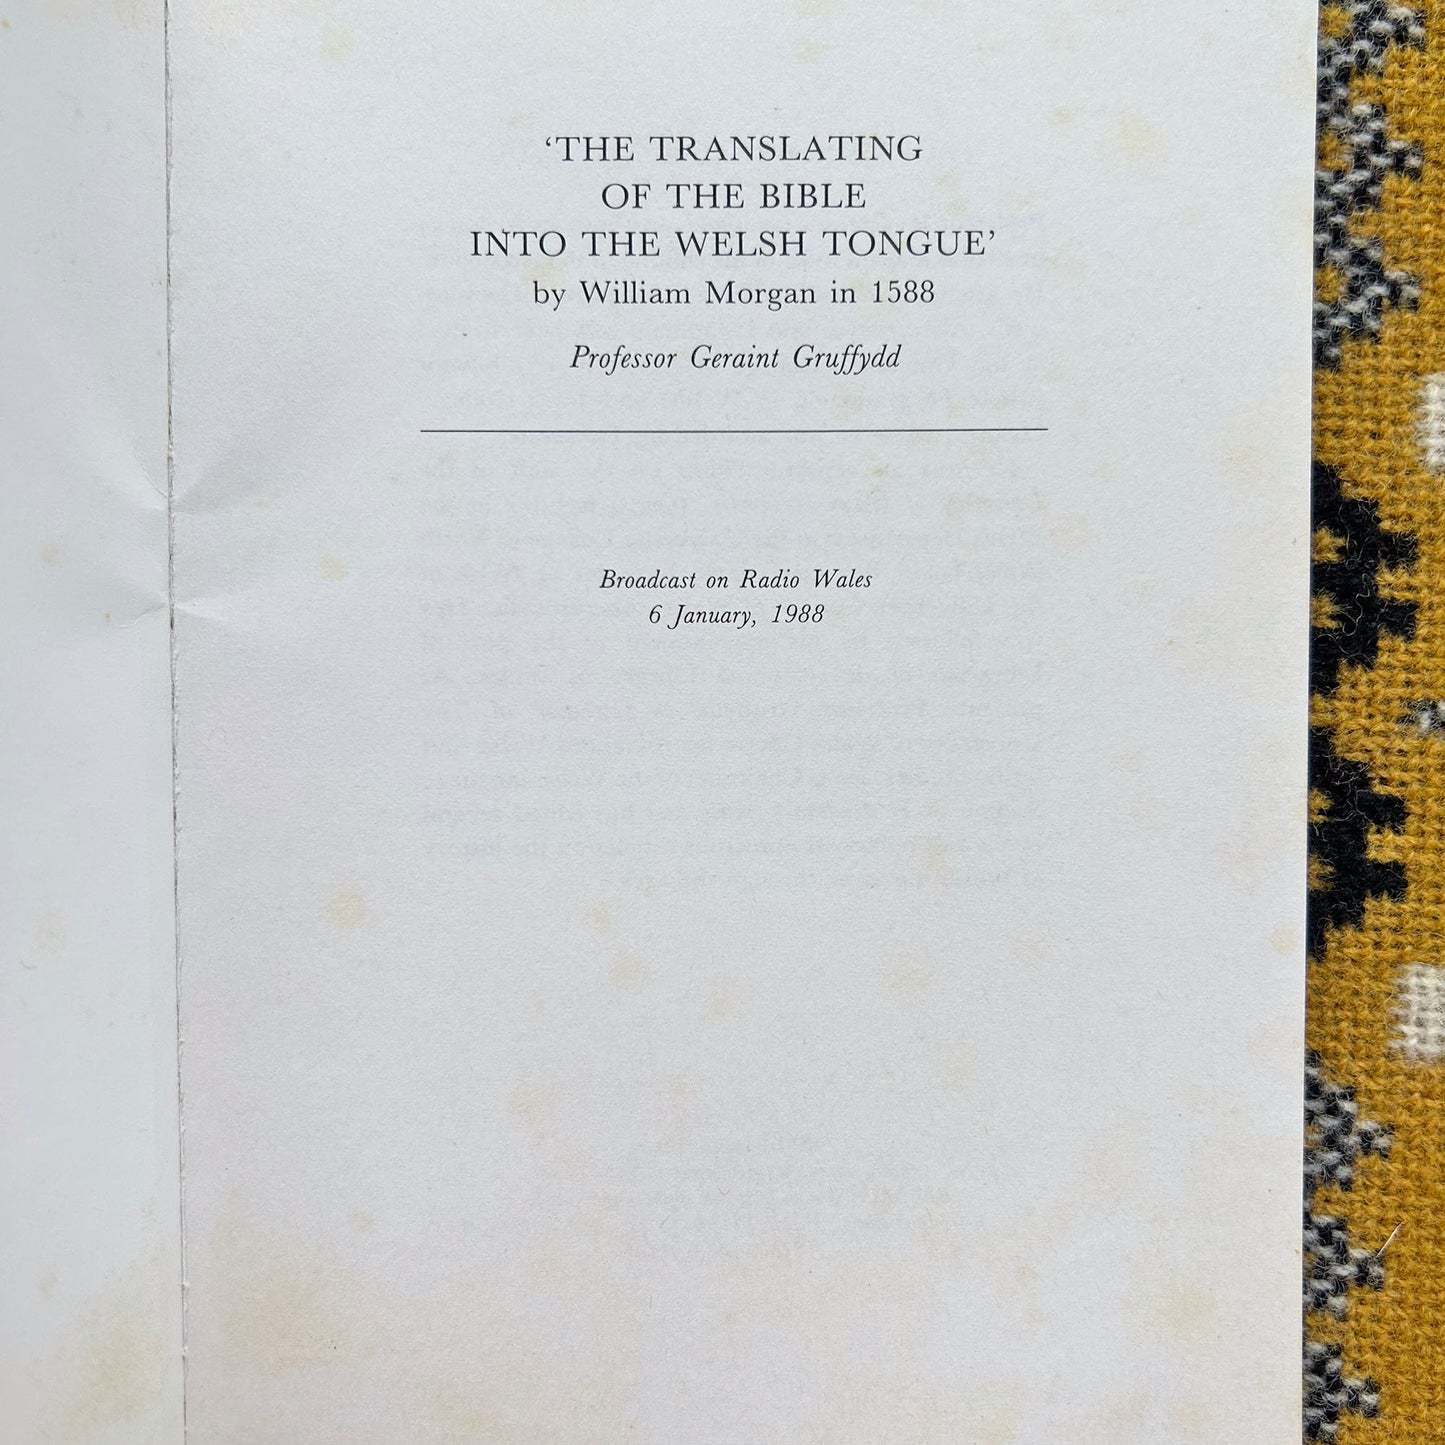 ‘THE TRANSLATING
OF THE BIBLE
INTO THE WELSH TONGUE’
by William Morgan in 1588
Professor Geraint Gruffydd
Broadcast on Radio Wales
6 January, 1988